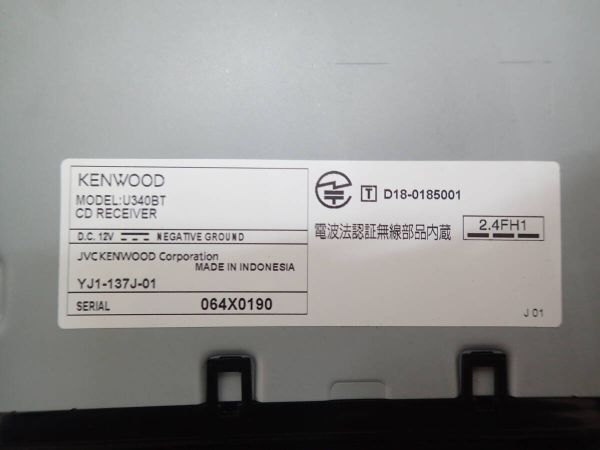 KENWOOD
MODEL:U340BT
CD RECEIVER
D.C. 12V NEGATIVE GROUND
JVCKENWOOD Corporation
MADE IN INDONESIA
YJ1-137J-01
SERIAL 064X0190
T D18-0185001
電波法認証無線部品内蔵 2.4FH1
J 01